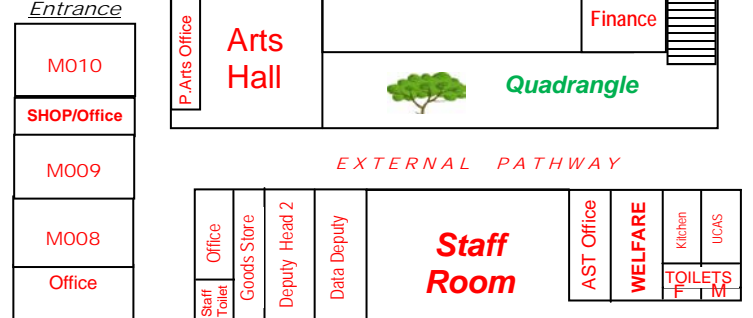 Entrance
M010
SHOP/Office
M009
M008
Office
P.Arts Office
Arts
Hall
Finance
Quadrangle
EXTERNAL PATHWAY
Office
Staff
Toilet
Goods Store
Deputy Head 2
Data Deputy
Staff
Room
AST Office
WELFARE
Kitchen
UCAS
TOILETS
F M